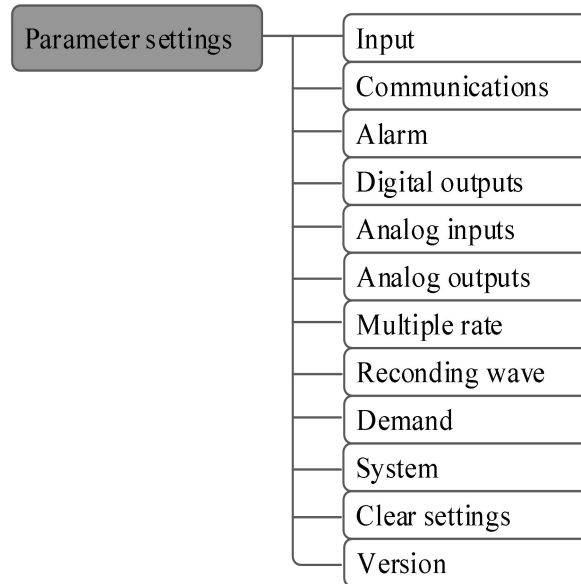 Parameter settings
Input
Communications
Alarm
Digital outputs
Analog inputs
Analog outputs
Multiple rate
Reconding wave
Demand
System
Clear settings
Version